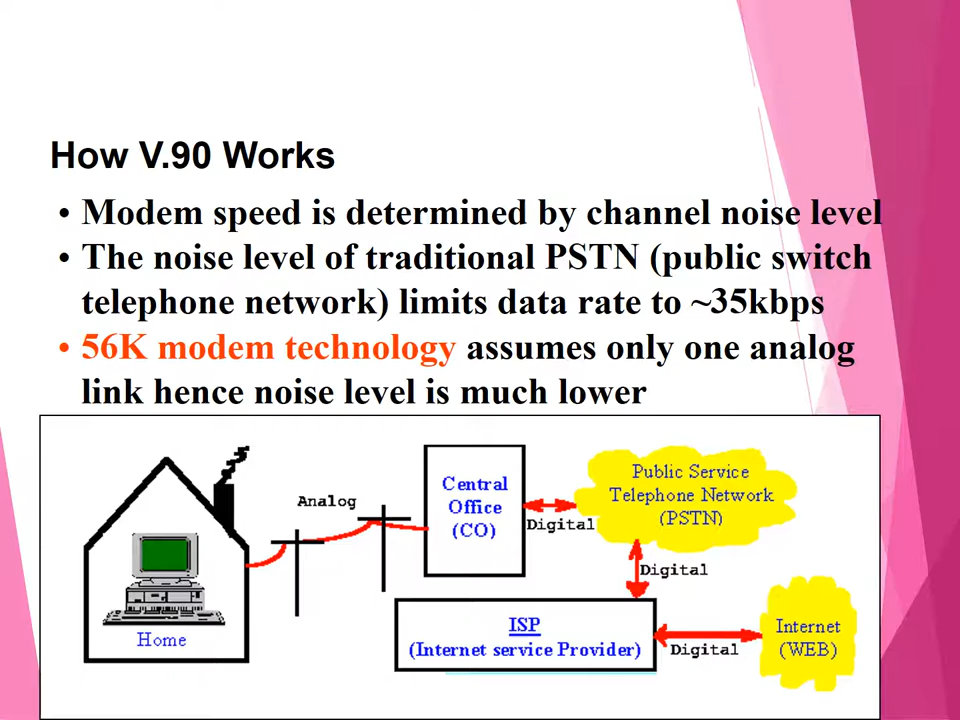 How V.90 Works
• Modem speed is determined by channel noise level
• The noise level of traditional PSTN (public switch
telephone network) limits data rate to ~35kbps
• 56K modem technology assumes only one analog
link hence noise level is much lower
Analog
Central
Office
(CO)
Digital
Public Service
Telephone Network
(PSTN)
Digital
Home
ISP
(Internet service Provider)
Digital
Internet
(WEB)